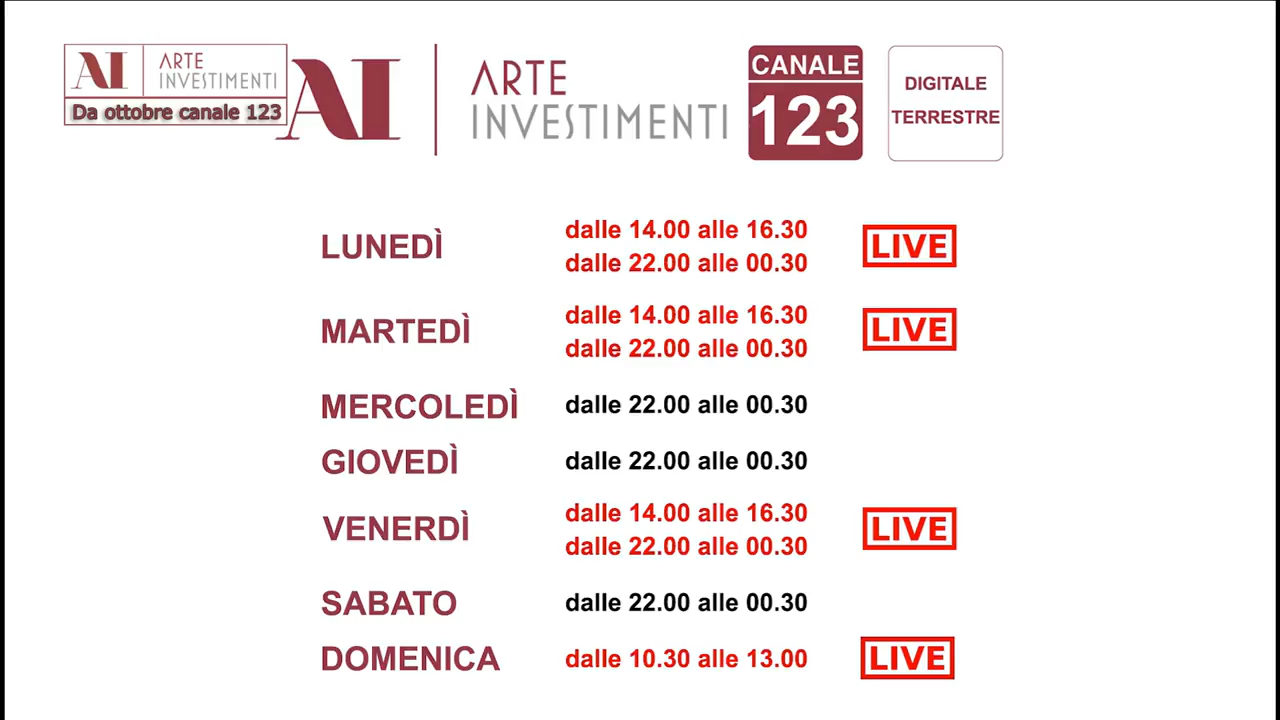 AI ARTE
INVESTIMENTI
Da ottobre canale 123
AI ARTE
INVESTIMENTI
CANALE
123
DIGITALE
TERRESTRE
LUNEDÌ
dalle 14.00 alle 16.30
dalle 22.00 alle 00.30
LIVE
MARTEDÌ
dalle 14.00 alle 16.30
dalle 22.00 alle 00.30
LIVE
MERCOLEDÌ
dalle 22.00 alle 00.30
GIOVEDÌ
dalle 22.00 alle 00.30
VENERDÌ
dalle 14.00 alle 16.30
dalle 22.00 alle 00.30
LIVE
SABATO
dalle 22.00 alle 00.30
DOMENICA
dalle 10.30 alle 13.00
LIVE